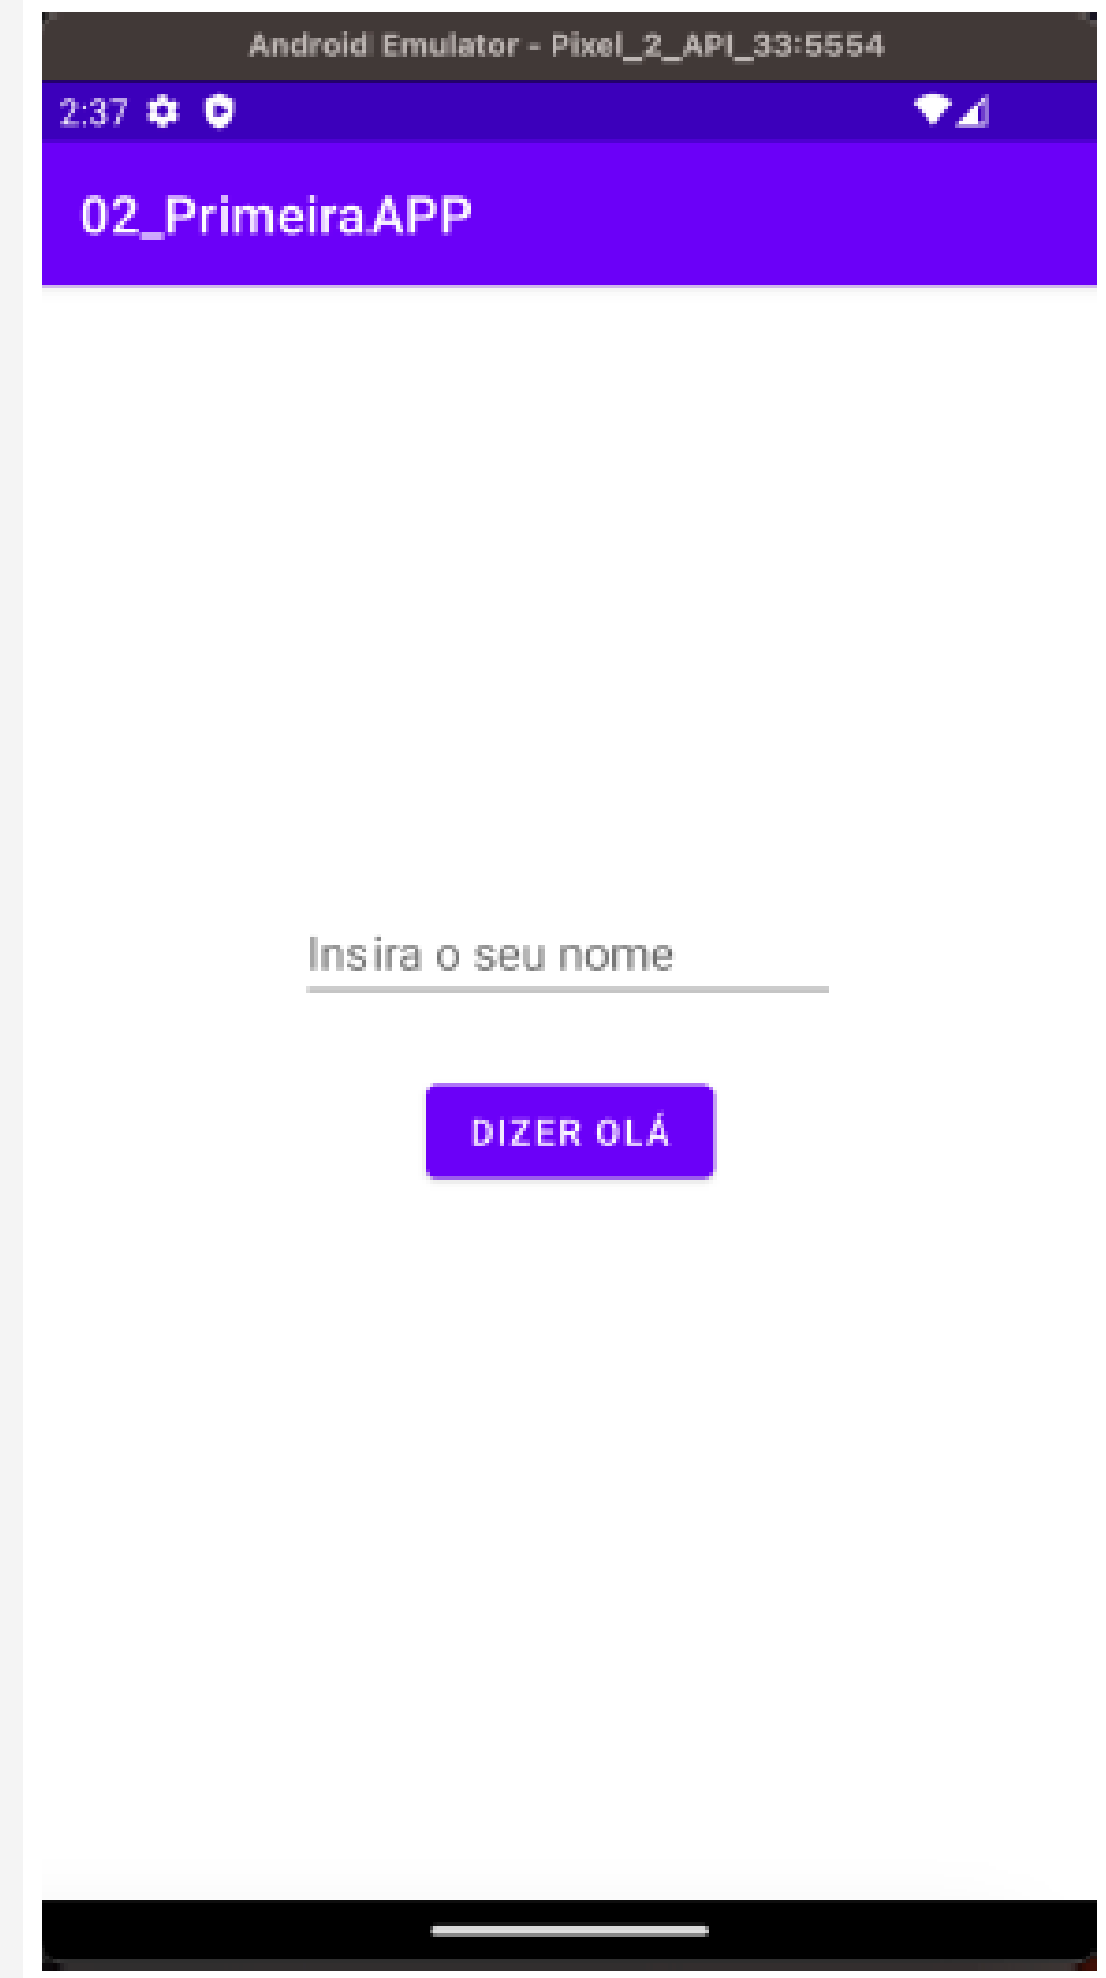 Android Emulator - Pixel_2_API_33:5554
2:37
02_PrimeiraAPP
Insira o seu nome
DIZER OLÁ